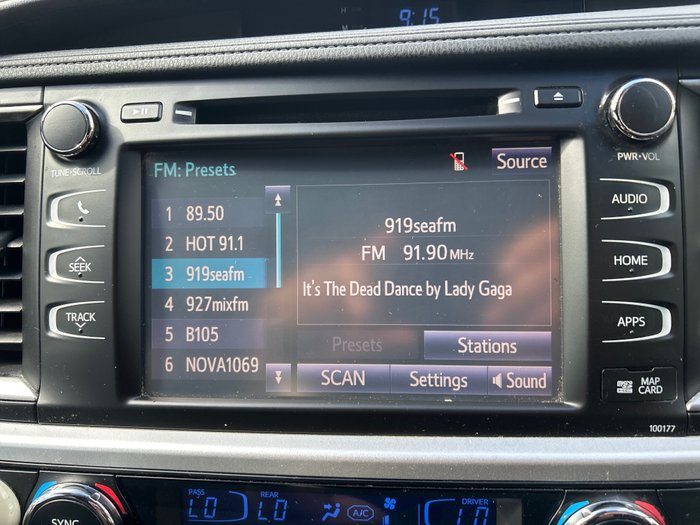 H
M
9:15
TUNE•SCROLL
SEEK
TRACK
FM: Presets
Source
1 89.50
2 HOT 91.1
3 919seafm
4 927mixfm
5 B105
6 NOVA1069
919seafm
FM 91.90 MHz
It's The Dead Dance by Lady Gaga
Presets
Stations
SCAN
Settings
Sound
PWR•VOL
AUDIO
HOME
APPS
MAP
CARD
100177
SYNC
PASS
LO
REAR
LO
A/C
DRIVER
LO